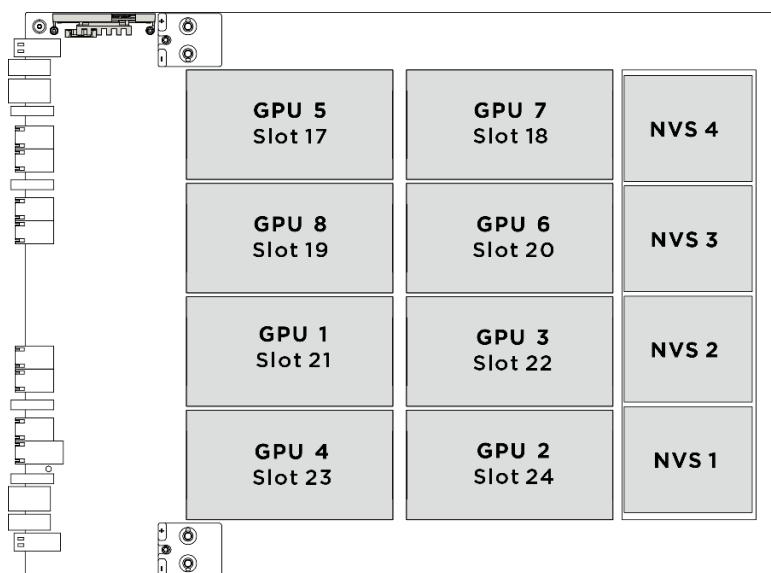 GPU 5
Slot 17
GPU 7
Slot 18
NVS 4
GPU 8
Slot 19
GPU 6
Slot 20
NVS 3
GPU 1
Slot 21
GPU 3
Slot 22
NVS 2
GPU 4
Slot 23
GPU 2
Slot 24
NVS 1